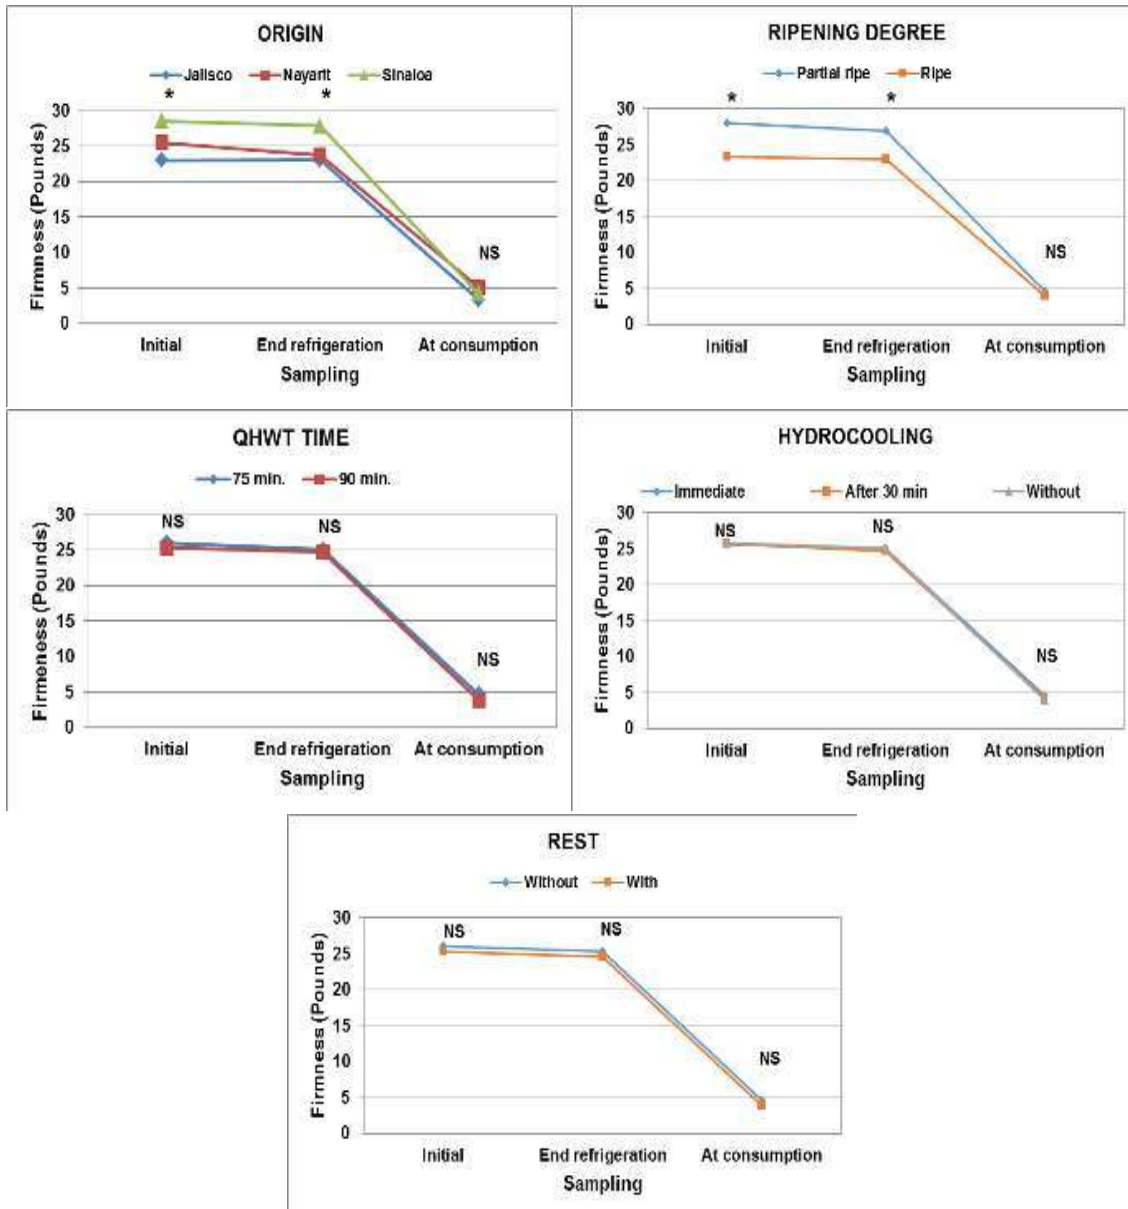 ORIGIN
Jalisco Nayarit Sinaloa
* *
30
25
20
15
10
5
0
NS
Firmness (Pounds)
Initial End refrigeration At consumption
Sampling
RIPENING DEGREE
Partial ripe Ripe
* *
30
25
20
15
10
5
0
NS
Firmness (Pounds)
Initial End refrigeration At consumption
Sampling
QHWT TIME
75 min. 90 min.
30
25
20
15
10
5
0
NS NS
NS
Firmeness (Pounds)
Initial End refrigeration At consumption
Sampling
HYDROCOOLING
Immediate After 30 min Without
30
25
20
15
10
5
0
NS NS
NS
Firmness (Pounds)
Initial End refrigeration At consumption
Sampling
REST
Without With
30
25
20
15
10
5
0
NS NS
NS
Firmness (Pounds)
Initial End refrigeration At consumption
Sampling